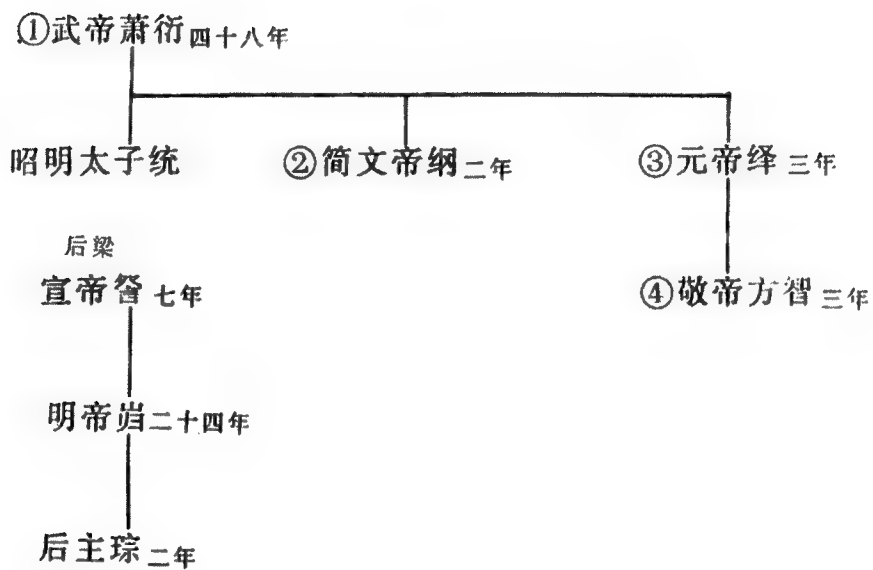 ①武帝萧衍四十八年
昭明太子统 ②简文帝纲二年 ③元帝绎三年
后梁
宣帝詧七年 ④敬帝方智三年
明帝岿二十四年
后主琮二年